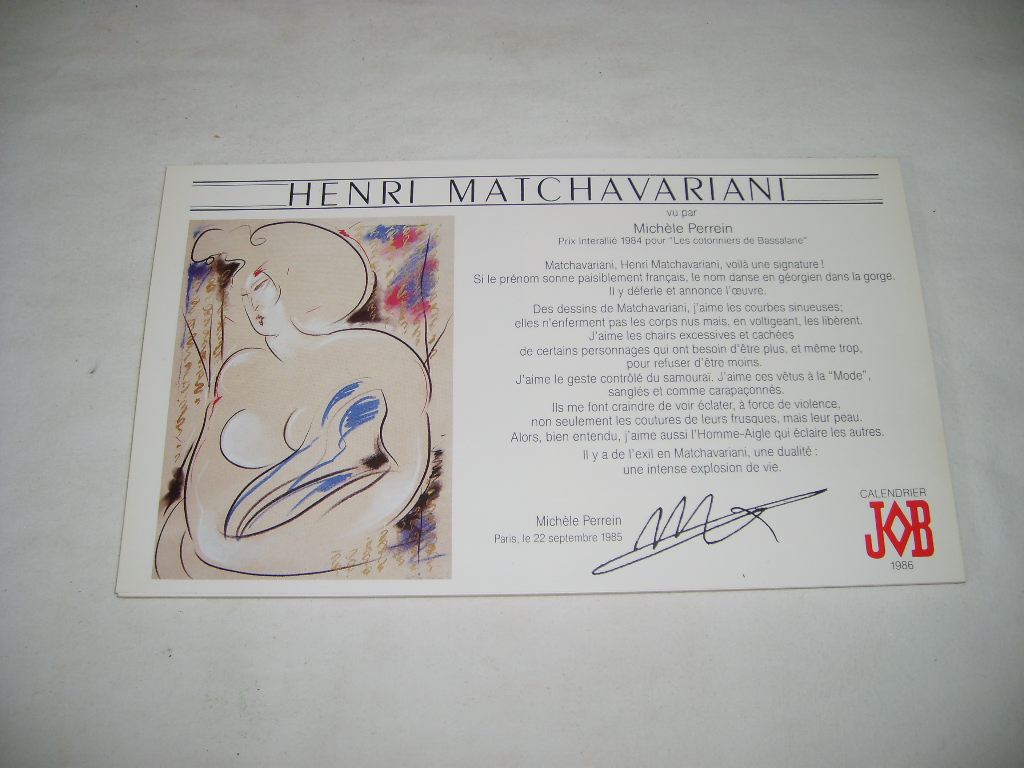 HENRI MATCHAVARIANI
vu par
Michèle Perrein
Prix Interallié 1984 pour "Les cotonniers de Bassalane"
Matchavariani, Henri Matchavariani, voilà une signature !
Si le prénom sonne paisiblement français, le nom danse en géorgien dans la gorge.
Il y déferle et annonce l'œuvre.
Des dessins de Matchavariani, j'aime les courbes sinueuses;
elles n'enferment pas les corps nus mais, en voltigeant, les libèrent.
J'aime les chairs excessives et cachées
de certains personnages qui ont besoin d'être plus, et même trop,
pour refuser d'être moins.
J'aime le geste contrôlé du samouraï. J'aime ces vêtus à la "Mode",
sanglés et comme carapaçonnés.
Ils me font craindre de voir éclater, à force de violence,
non seulement les coutures de leurs frusques, mais leur peau.
Alors, bien entendu, j'aime aussi l'Homme-Aigle qui éclaire les autres.
Il y a de l'exil en Matchavariani, une dualité :
une intense explosion de vie.
Michèle Perrein
Paris, le 22 septembre 1985
CALENDRIER
JOB
1986